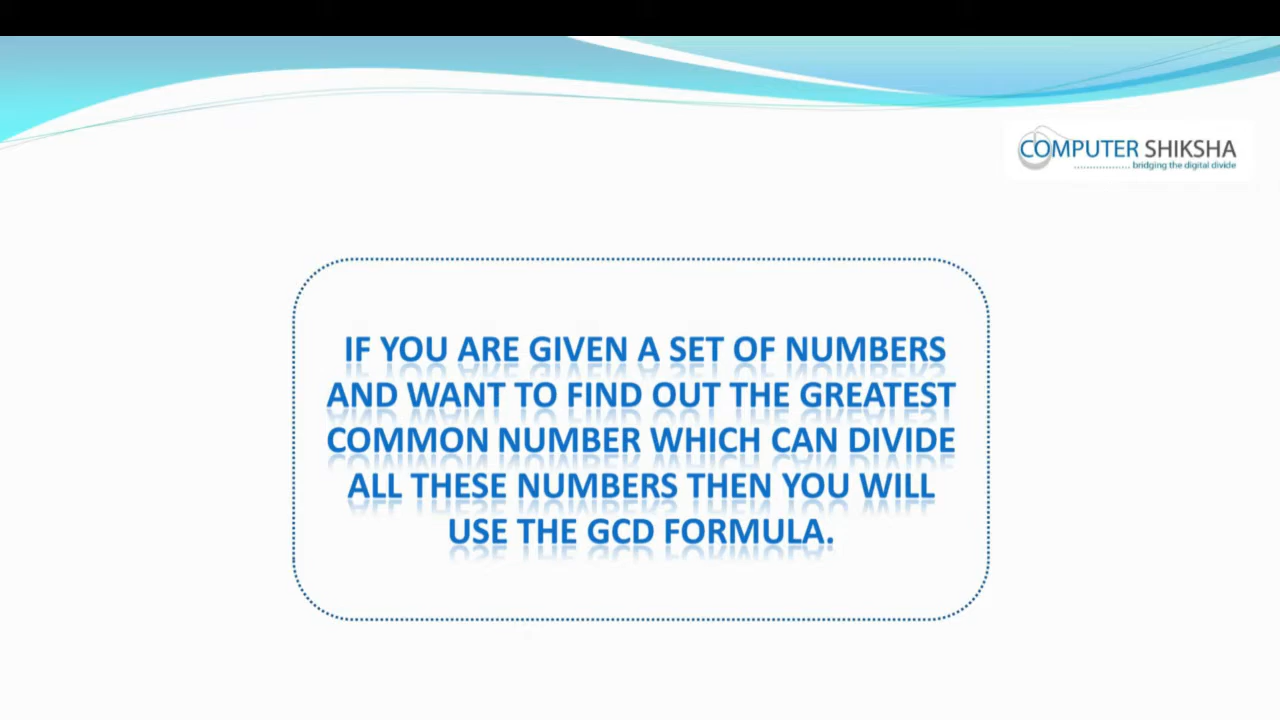 COMPUTER SHIKSHA
bridging the digital divide
IF YOU ARE GIVEN A SET OF NUMBERS
AND WANT TO FIND OUT THE GREATEST
COMMON NUMBER WHICH CAN DIVIDE
ALL THESE NUMBERS THEN YOU WILL
USE THE GCD FORMULA.